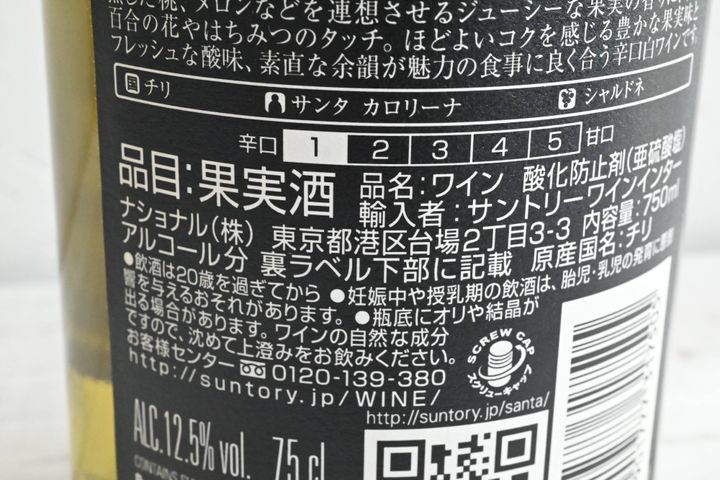 熟した桃、メロンなどを連想させるジューシーな果実の香り
百合の花やはちみつのタッチ。ほどよいコクを感じる豊かな果実味と
フレッシュな酸味、素直な余韻が魅力の食事に良く合う辛口白ワインです。
チリ サンタ カロリーナ シャルドネ
辛口 1 2 3 4 5 甘口
品目:果実酒 品名:ワイン 酸化防止剤(亜硫酸塩)
輸入者:サントリーワインインター
ナショナル(株) 東京都港区台場2丁目3-3 内容量:750ml
アルコール分 裏ラベル下部に記載 原産国名:チリ
●飲酒は20歳を過ぎてから ●妊娠中や授乳期の飲酒は、胎児・乳児の発育に悪影
響を与えるおそれがあります。 ●瓶底にオリや結晶が
出る場合があります。ワインの自然な成分
ですので、沈めて上澄みをお飲みください。
お客様センター 0120-139-380
http://suntory.jp/WINE/
SCREW CAP
スクリューキャップ
http://suntory.jp/santa/
ALC.12.5%vol. 75 cl